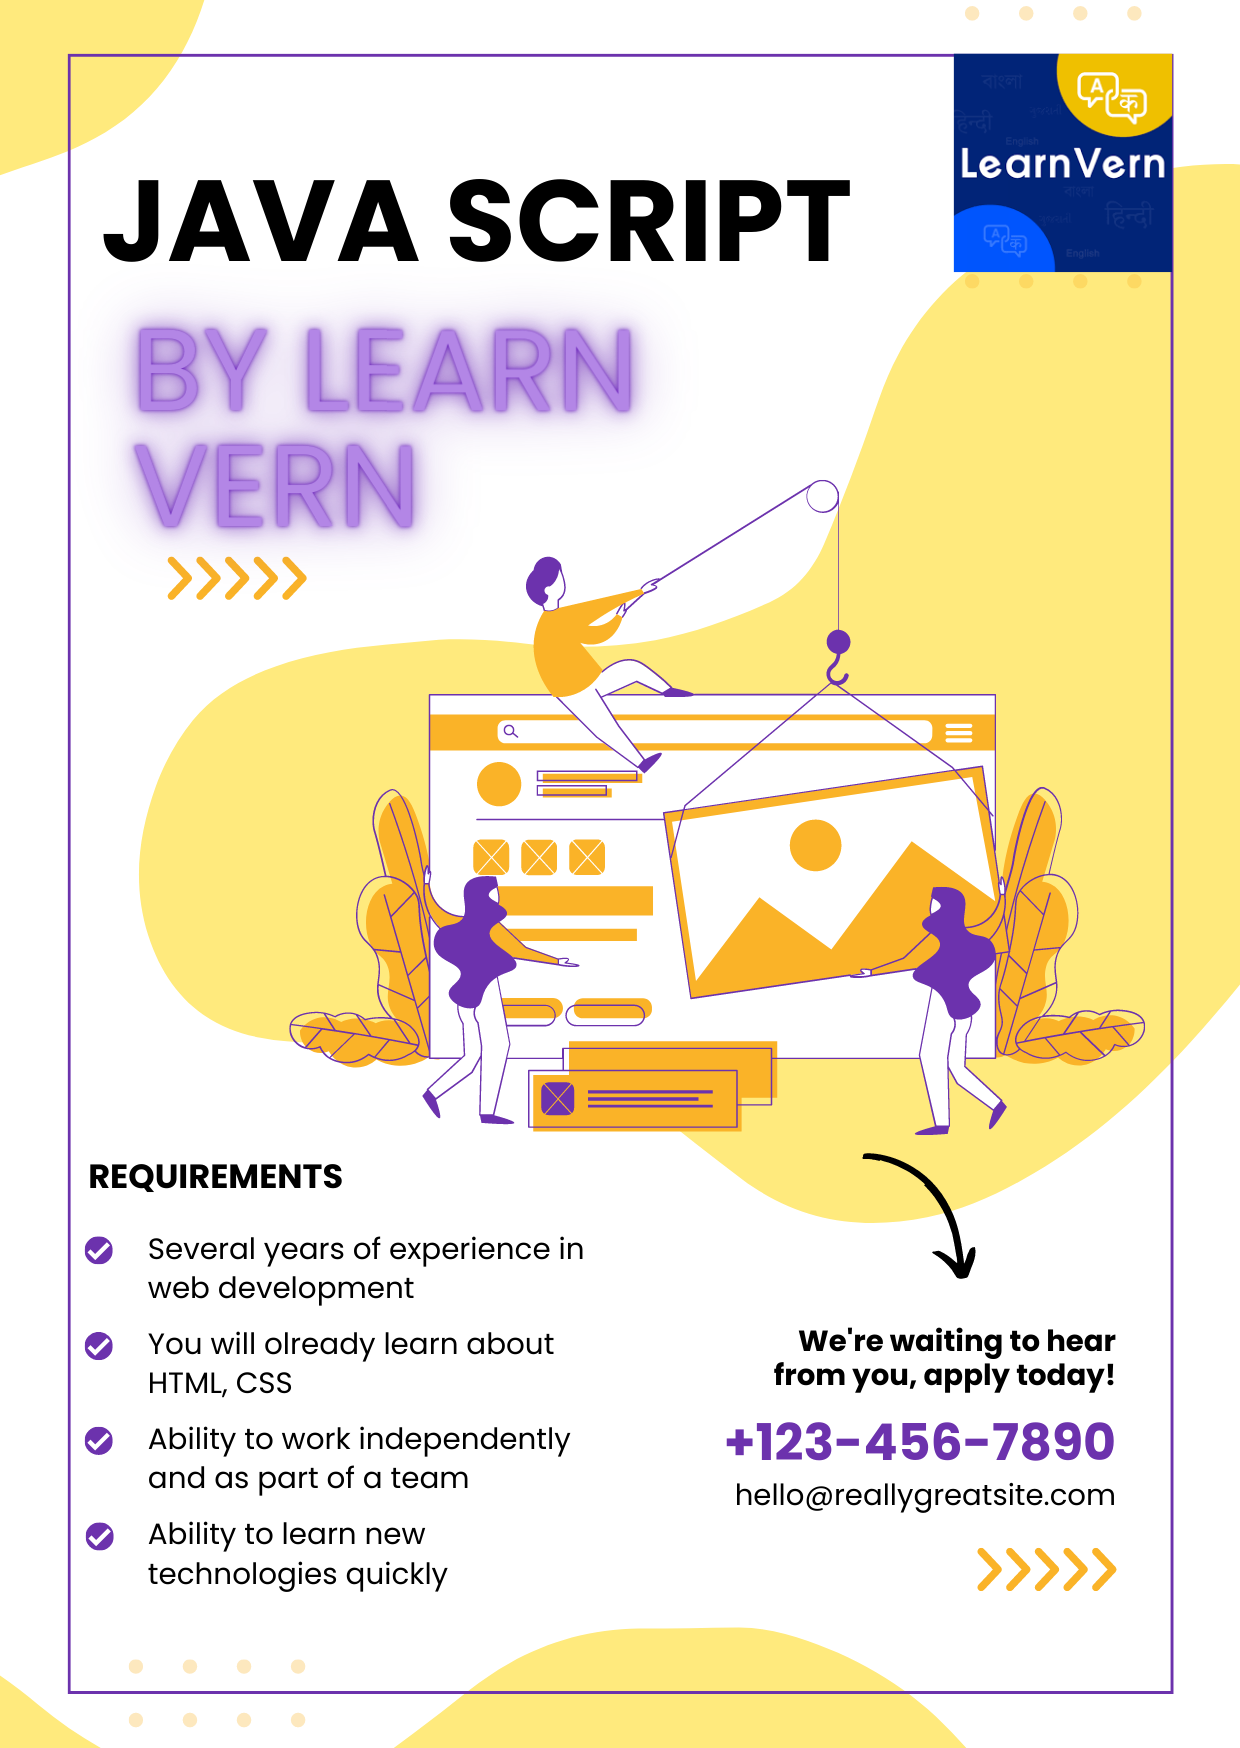 বাংলা
हिन्दी
English
A क
LearnVern
বাংলা
हिन्दी
A क
English
JAVA SCRIPT
BY LEARN
VERN
REQUIREMENTS
Several years of experience in
web development
You will olready learn about
HTML, CSS
Ability to work independently
and as part of a team
Ability to learn new
technologies quickly
We're waiting to hear
from you, apply today!
+123-456-7890
hello@reallygreatsite.com